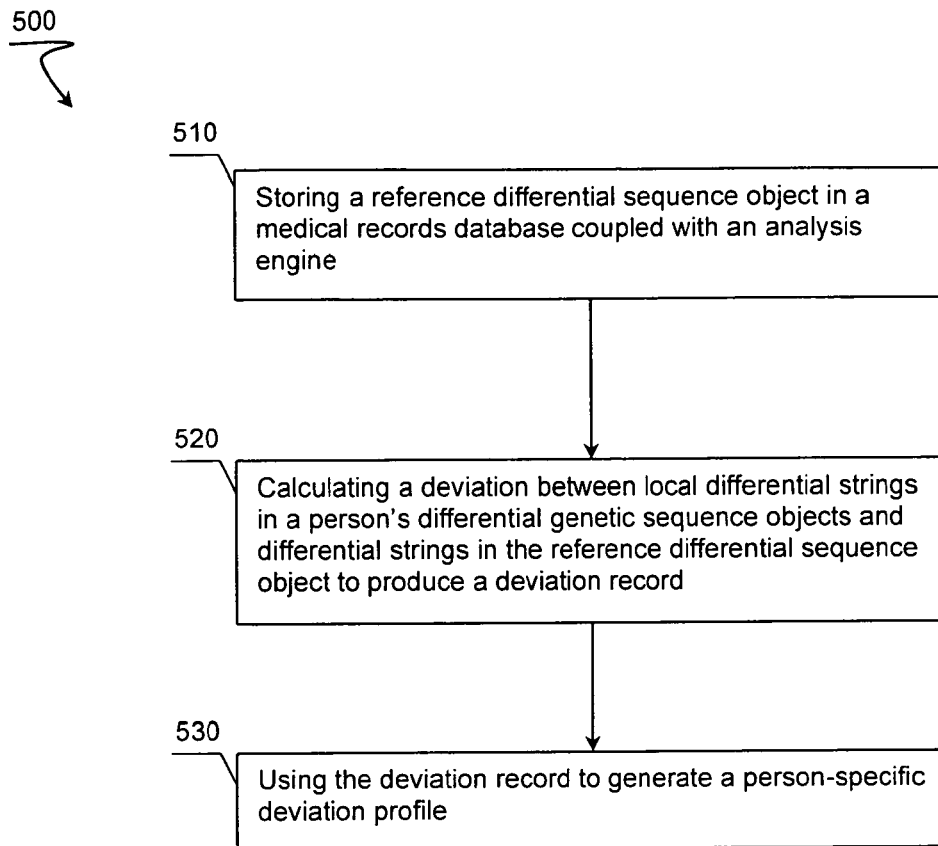 500
510
Storing a reference differential sequence object in a
medical records database coupled with an analysis
engine
520
Calculating a deviation between local differential strings
in a person's differential genetic sequence objects and
differential strings in the reference differential sequence
object to produce a deviation record
530
Using the deviation record to generate a person-specific
deviation profile